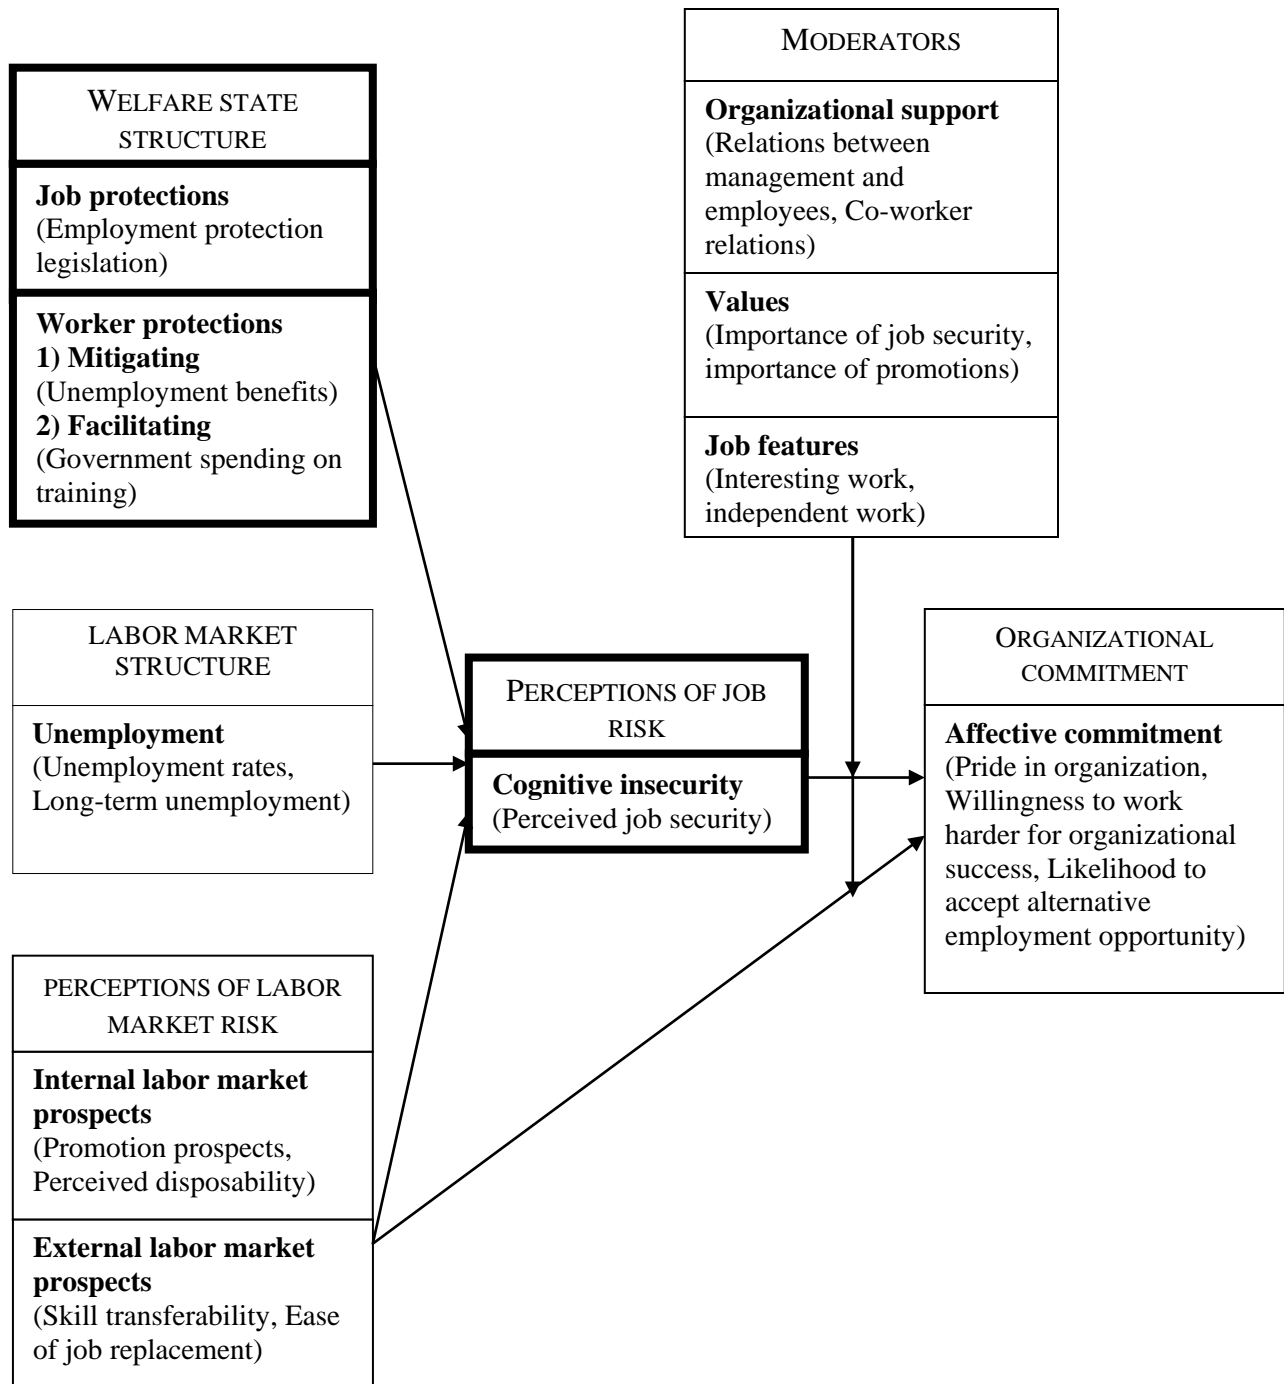 WELFARE STATE
STRUCTURE
Job protections
(Employment protection
legislation)
Worker protections
1) Mitigating
(Unemployment benefits)
2) Facilitating
(Government spending on
training)
MODERATORS
Organizational support
(Relations between
management and
employees, Co-worker
relations)
Values
(Importance of job security,
importance of promotions)
Job features
(Interesting work,
independent work)
LABOR MARKET
STRUCTURE
Unemployment
(Unemployment rates,
Long-term unemployment)
PERCEPTIONS OF JOB
RISK
Cognitive insecurity
(Perceived job security)
ORGANIZATIONAL
COMMITMENT
Affective commitment
(Pride in organization,
Willingness to work
harder for organizational
success, Likelihood to
accept alternative
employment opportunity)
PERCEPTIONS OF LABOR
MARKET RISK
Internal labor market
prospects
(Promotion prospects,
Perceived disposability)
External labor market
prospects
(Skill transferability, Ease
of job replacement)